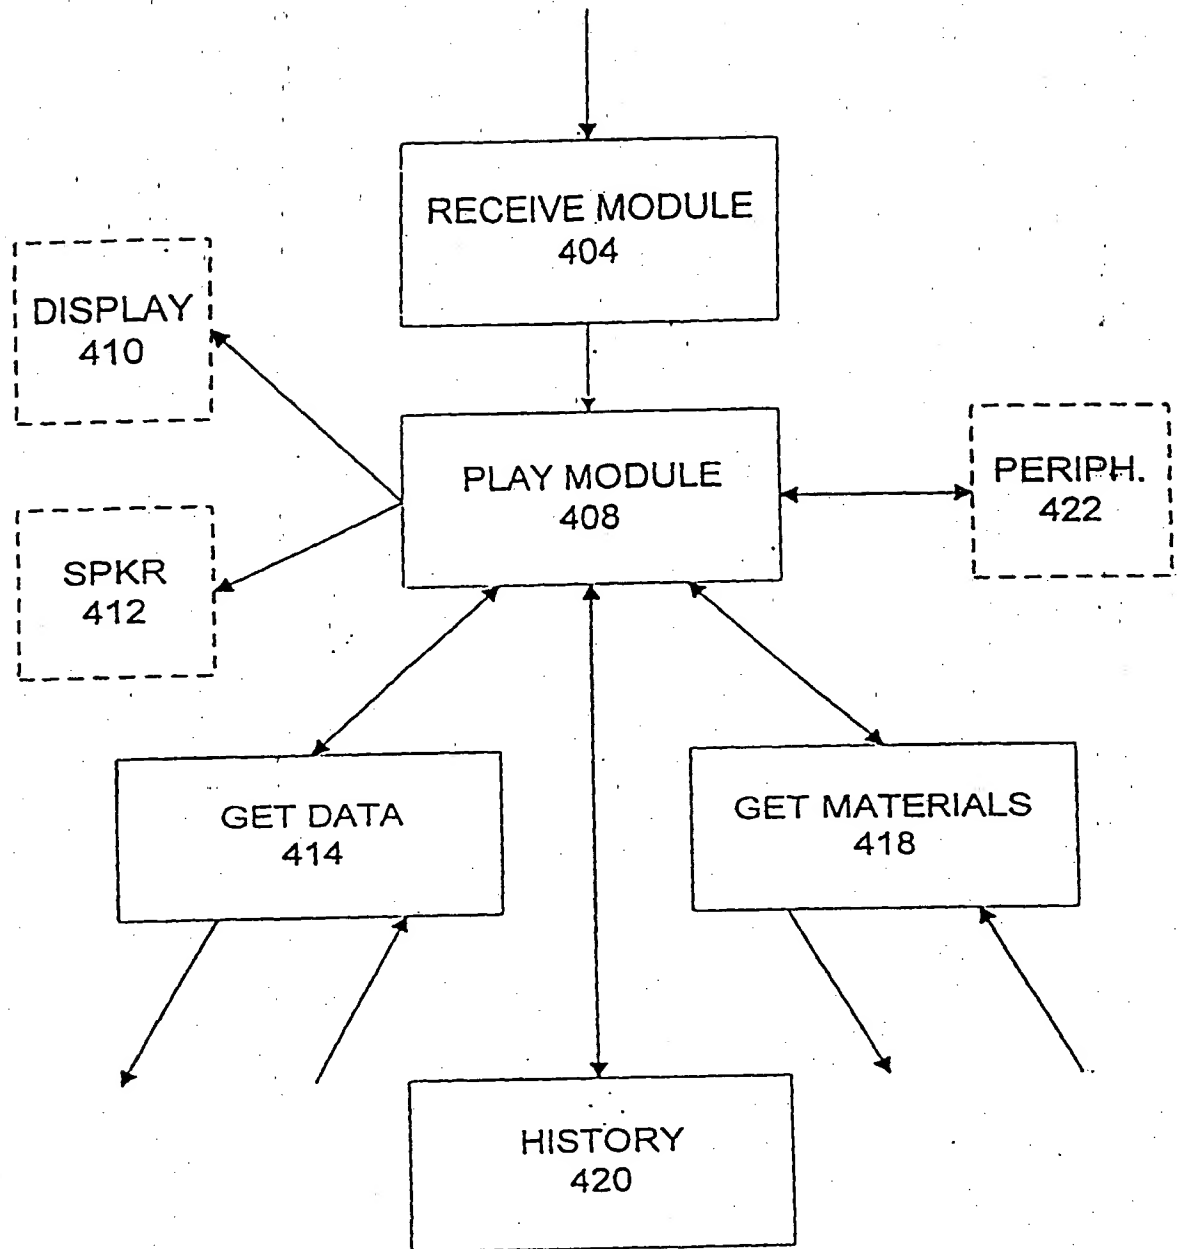 RECEIVE MODULE
404
DISPLAY
410
PLAY MODULE
408
PERIPH.
422
SPKR
412
GET DATA
414
GET MATERIALS
418
HISTORY
420